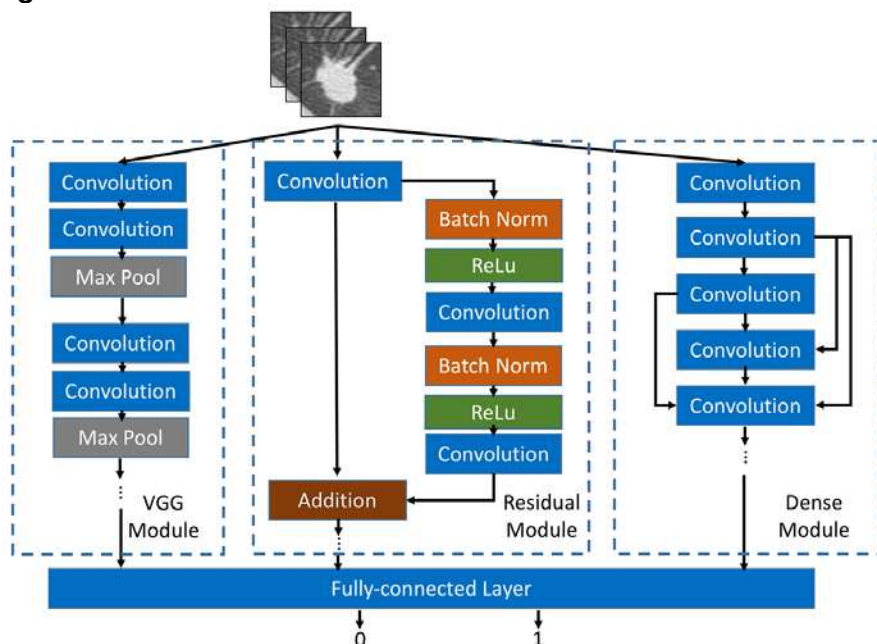 Convolution
Convolution
Max Pool
Convolution
Convolution
Max Pool
...
VGG
Module
Convolution
Batch Norm
ReLu
Convolution
Batch Norm
ReLu
Convolution
Addition
...
Residual
Module
Convolution
Convolution
Convolution
Convolution
Convolution
...
Dense
Module
Fully-connected Layer
0 1